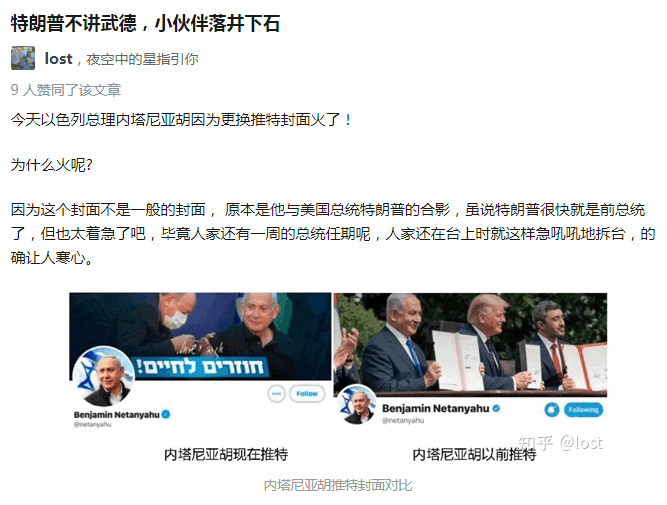 特朗普不讲武德，小伙伴落井下石
lost，夜空中的星指引你
9 人赞同了该文章
今天以色列总理内塔尼亚胡因为更换推特封面火了！
为什么火呢?
因为这个封面不是一般的封面， 原本是他与美国总统特朗普的合影，虽说特朗普很快就是前总统
了，但也太着急了吧，毕竟人家还有一周的总统任期呢，人家还在台上时就这样急吼吼地拆台，的
确让人寒心。
חוזרים לחיים!
Follow
Benjamin Netanyahu
@netanyahu
Following
Benjamin Netanyahu
@netanyahu
知乎 @lost
内塔尼亚胡现在推特
内塔尼亚胡以前推特
内塔尼亚胡推特封面对比